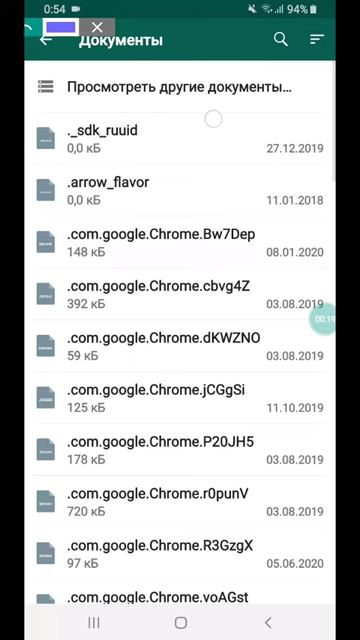 0:54
94%
Документы
Просмотреть другие документы...
._sdk_ruuid
0,0 кБ
27.12.2019
.arrow_flavor
0,0 кБ
11.01.2018
.com.google.Chrome.Bw7Dep
148 кБ
08.01.2020
.com.google.Chrome.cbvg4Z
392 кБ
03.08.2019
00:19
.com.google.Chrome.dKWZNO
59 кБ
03.08.2019
.com.google.Chrome.jCGgSi
125 кБ
11.10.2019
.com.google.Chrome.P20JH5
178 кБ
03.08.2019
.com.google.Chrome.r0punV
720 кБ
03.08.2019
.com.google.Chrome.R3GzgX
97 кБ
05.06.2020
.com.google.Chrome.voAGst